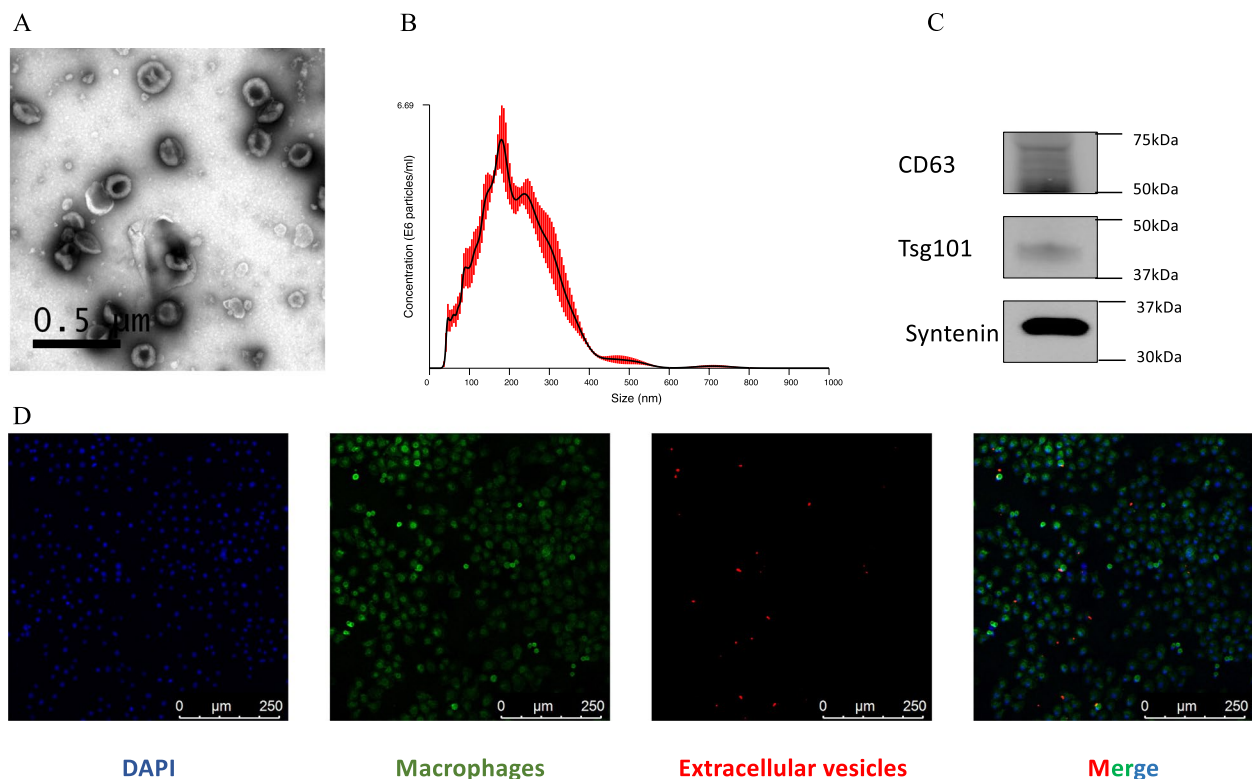 A
B
C
0.5 µm
6.69
Concentration (E6 particles/ml)
0 100 200 300 400 500 600 700 800 900 1000
Size (nm)
CD63
75kDa
50kDa
Tsg101
50kDa
37kDa
Syntenin
37kDa
30kDa
D
0 µm 250
0 µm 250
0 µm 250
0 µm 250
DAPI
Macrophages
Extracellular vesicles
Merge